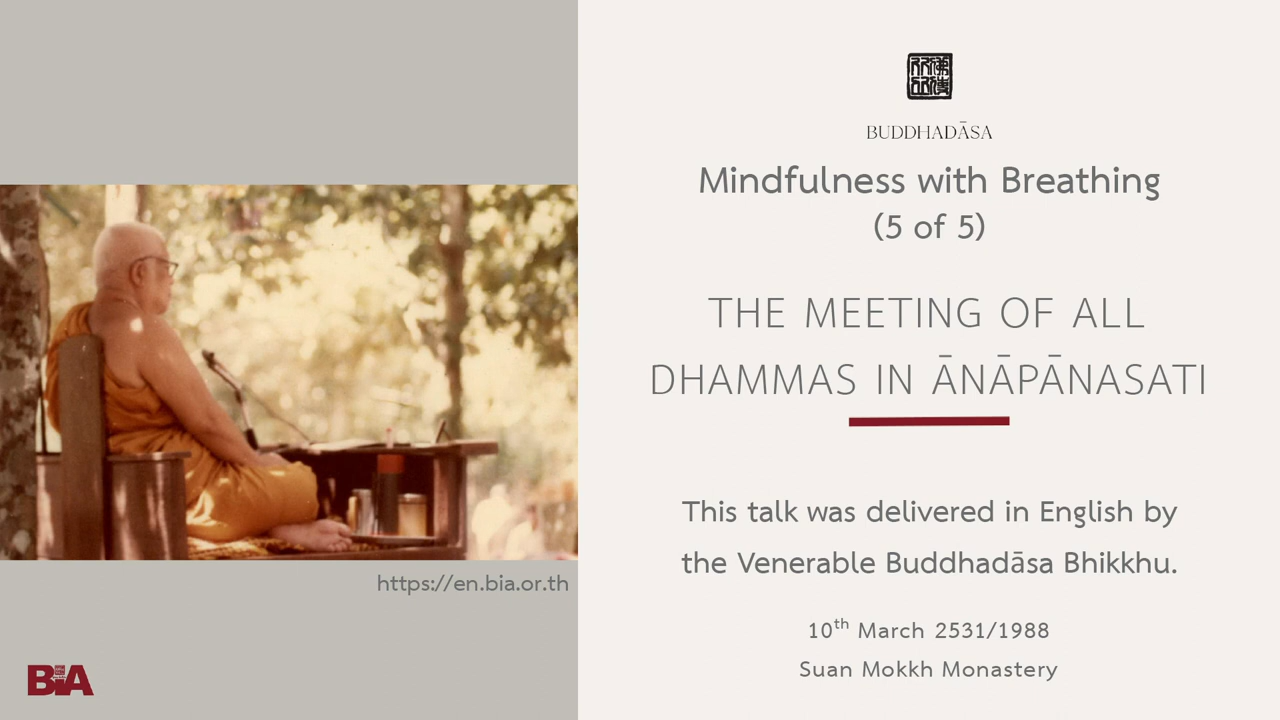 BUDDHADĀSA
Mindfulness with Breathing
(5 of 5)
THE MEETING OF ALL
DHAMMAS IN ĀNĀPĀNASATI
This talk was delivered in English by
the Venerable Buddhadāsa Bhikkhu.
10th March 2531/1988
Suan Mokkh Monastery
https://en.bia.or.th
BIA